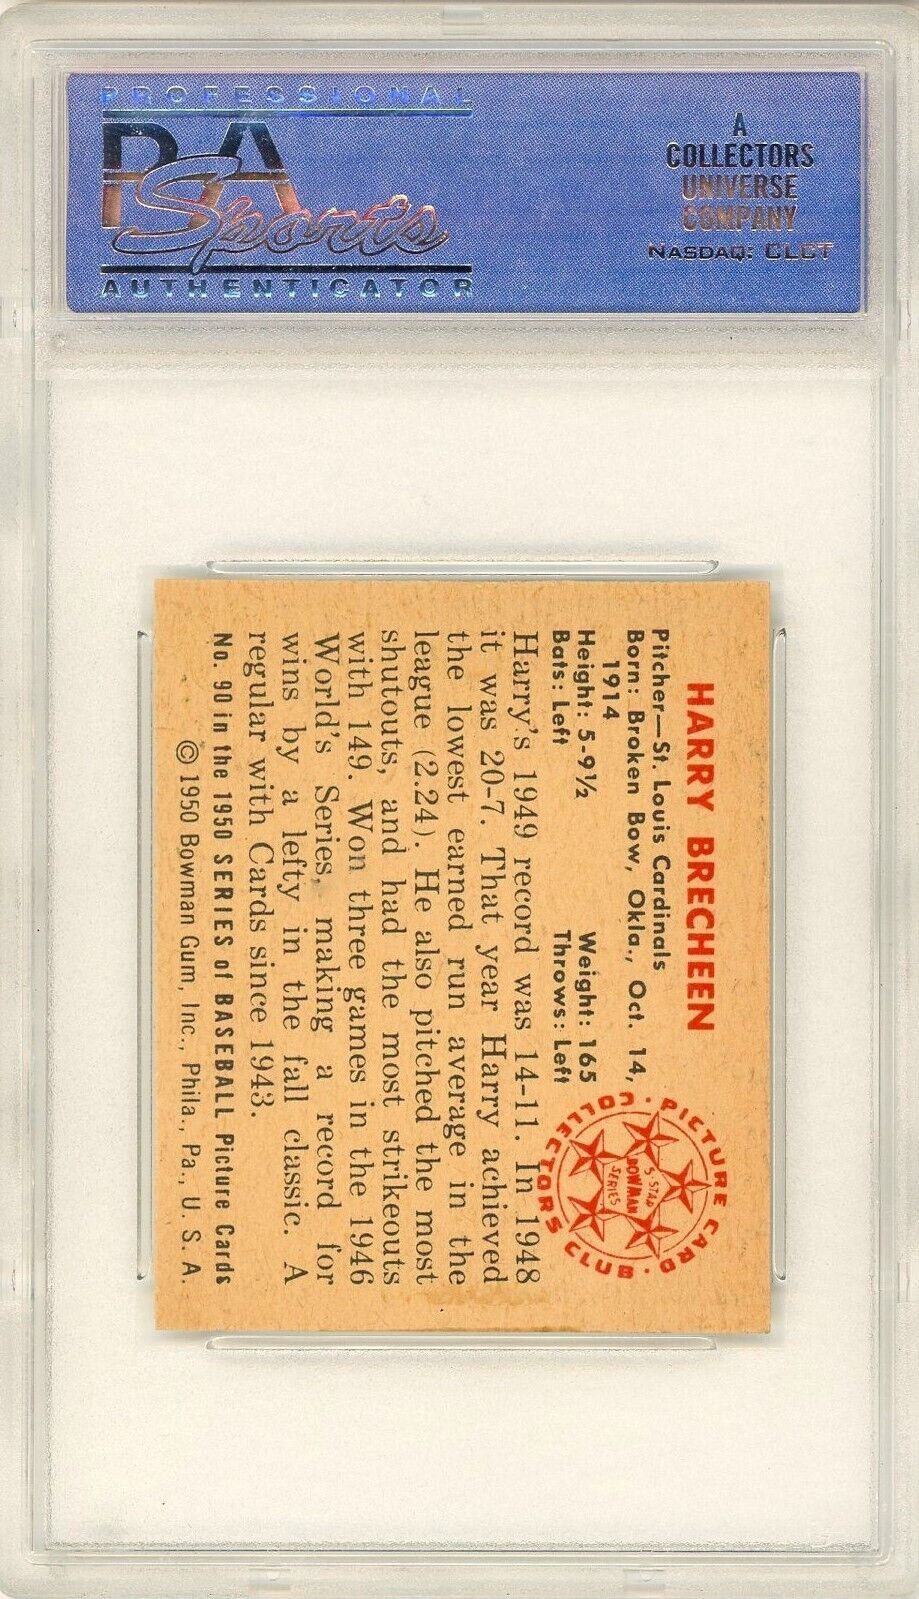 PROFESSIONAL
PSA
Sports
AUTHENTICATOR
A
COLLECTORS
UNIVERSE
COMPANY
NASDAQ: CLCT
HARRY BRECHEEN
Pitcher—St. Louis Cardinals
Born: Broken Bow, Okla., Oct. 14,
1914
Height: 5-9½ Weight: 165
Bats: Left Throws: Left
Harry's 1949 record was 14-11. In 1948
it was 20-7. That year Harry achieved
the lowest earned run average in the
league (2.24). He also pitched the most
shutouts, and had the most strikeouts
with 149. Won three games in the 1946
World's Series, making a record for
wins by a lefty in the fall classic. A
regular with Cards since 1943.
No. 90 in the 1950 SERIES of BASEBALL Picture Cards
© 1950 Bowman Gum, Inc., Phila., Pa., U. S. A.
PICTURE CARD
COLLECTORS CLUB
5-STAR
BOWMAN
SERIES